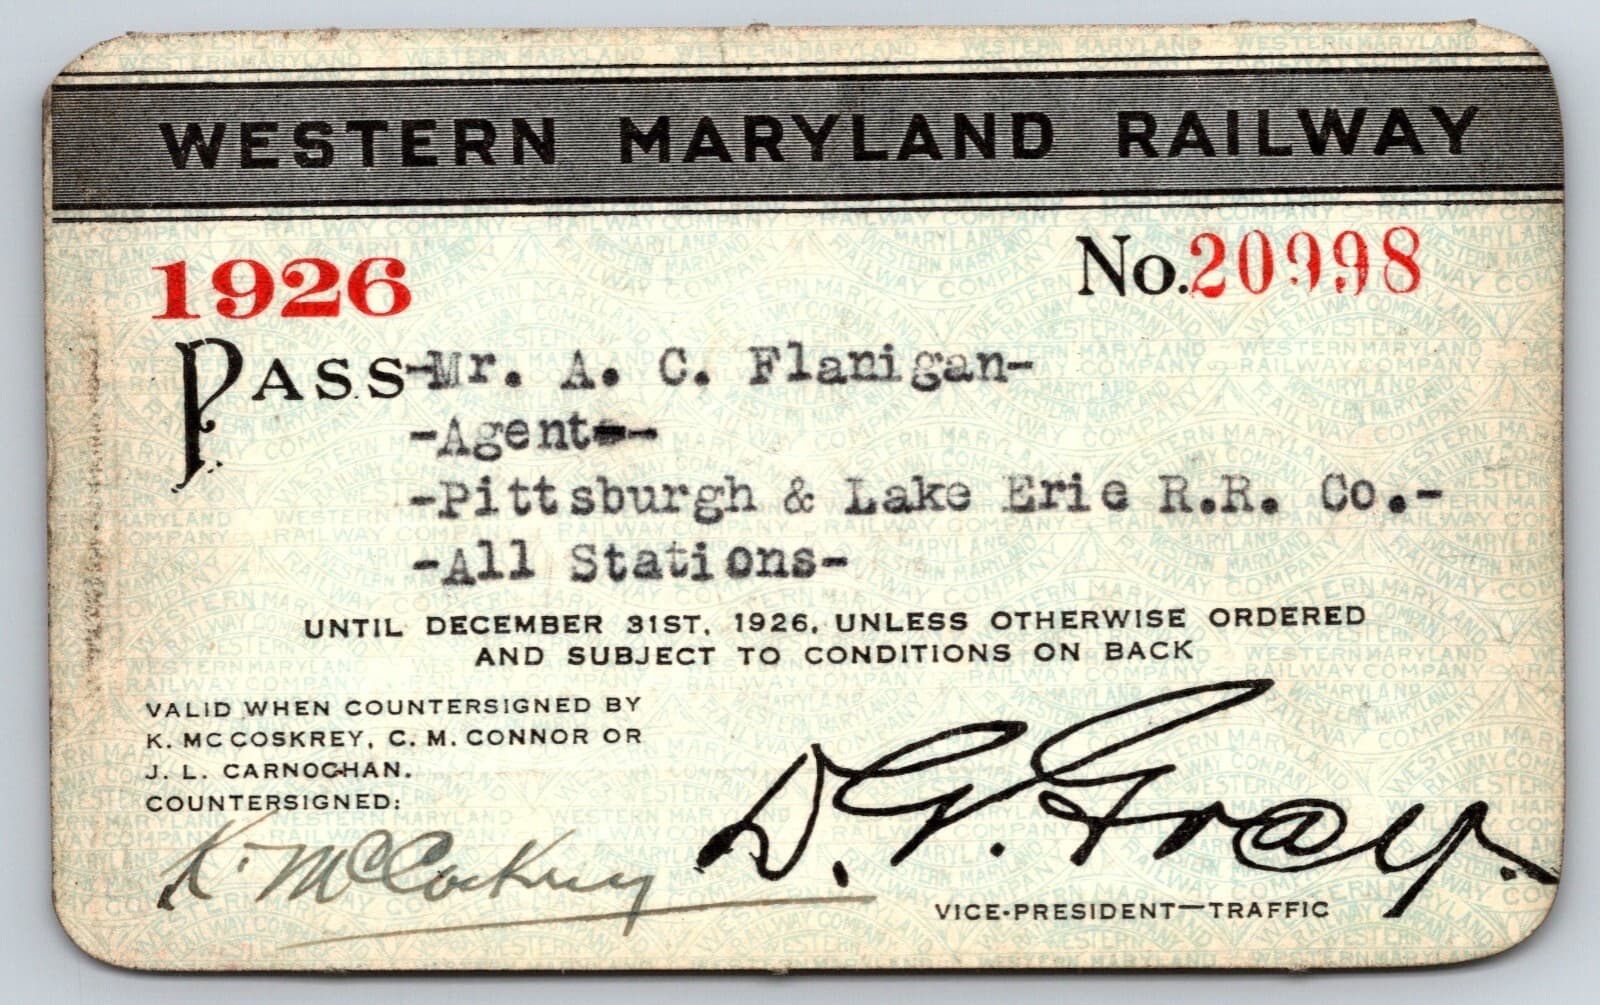 WESTERN MARYLAND RAILWAY
1926 No. 20998
PASS -Mr. A. C. Flanigan-
-Agent--
-Pittsburgh & Lake Erie R.R. Co.-
-All Stations-
UNTIL DECEMBER 31ST, 1926, UNLESS OTHERWISE ORDERED
AND SUBJECT TO CONDITIONS ON BACK
VALID WHEN COUNTERSIGNED BY
K. MCCOSKREY, C. M. CONNOR OR
J. L. CARNOCHAN.
COUNTERSIGNED:
K. McCoskrey
D. G. Gray.
VICE-PRESIDENT—TRAFFIC